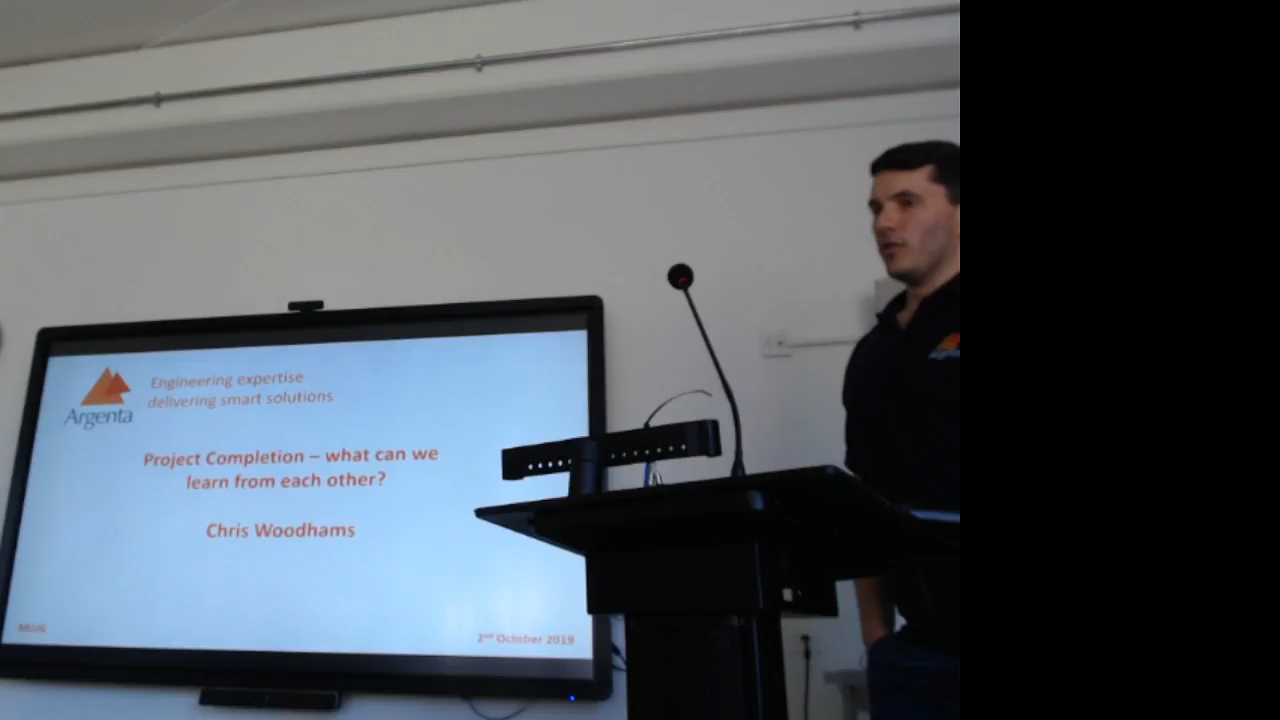 Engineering expertise
delivering smart solutions
Argenta
Project Completion – what can we
learn from each other?
Chris Woodhams
2nd October 2019